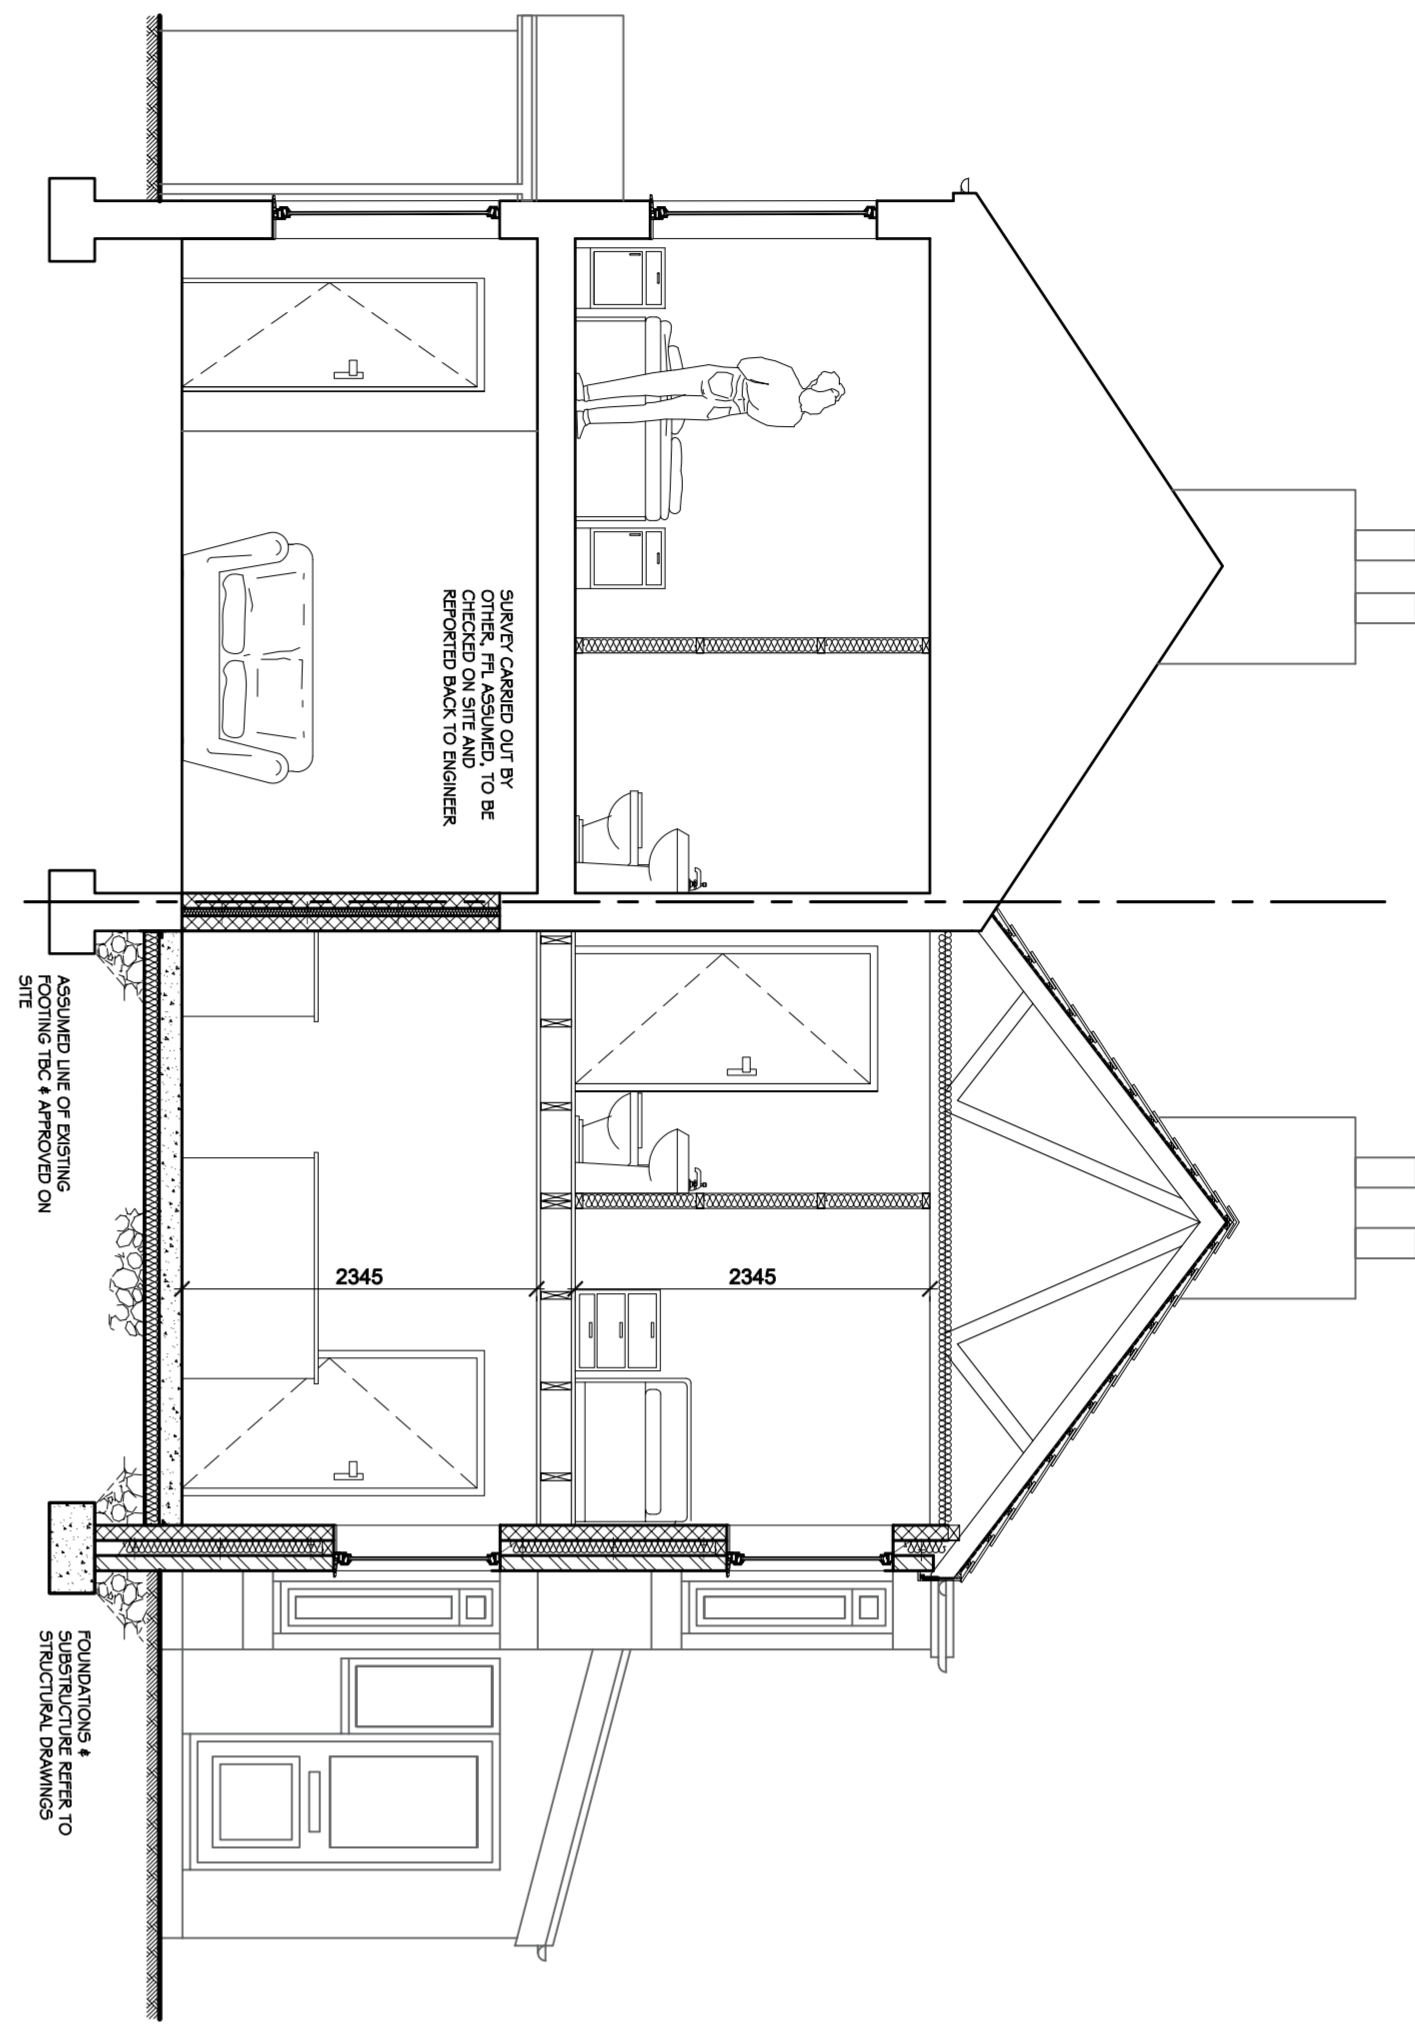 SURVEY CARRIED OUT BY
OTHER, FFL ASSUMED, TO BE
CHECKED ON SITE AND
REPORTED BACK TO ENGINEER
2345
2345
ASSUMED LINE OF EXISTING
FOOTING TBC & APPROVED ON
SITE
FOUNDATIONS &
SUBSTRUCTURE REFER TO
STRUCTURAL DRAWINGS